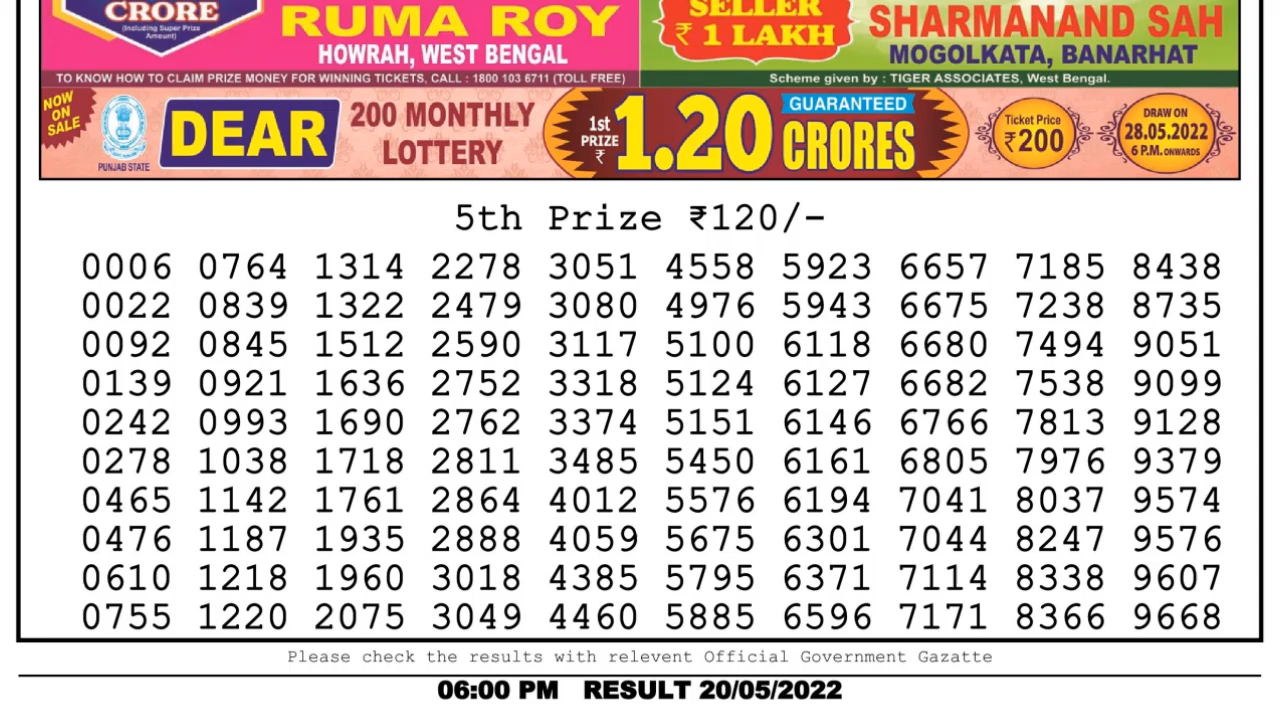 CRORE
(Including Super Prize
Amount)
RUMA ROY
HOWRAH, WEST BENGAL
SELLER
₹ 1 LAKH
SHARMANAND SAH
MOGOLKATA, BANARHAT
TO KNOW HOW TO CLAIM PRIZE MONEY FOR WINNING TICKETS, CALL : 1800 103 6711 (TOLL FREE)
Scheme given by : TIGER ASSOCIATES, West Bengal.
NOW
ON
SALE
PUNJAB STATE
DEAR
200 MONTHLY
LOTTERY
1st
PRIZE
₹
1.20
GUARANTEED
CRORES
Ticket Price
₹200
DRAW ON
28.05.2022
6 P.M. ONWARDS
5th Prize ₹120/-
0006 0764 1314 2278 3051 4558 5923 6657 7185 8438
0022 0839 1322 2479 3080 4976 5943 6675 7238 8735
0092 0845 1512 2590 3117 5100 6118 6680 7494 9051
0139 0921 1636 2752 3318 5124 6127 6682 7538 9099
0242 0993 1690 2762 3374 5151 6146 6766 7813 9128
0278 1038 1718 2811 3485 5450 6161 6805 7976 9379
0465 1142 1761 2864 4012 5576 6194 7041 8037 9574
0476 1187 1935 2888 4059 5675 6301 7044 8247 9576
0610 1218 1960 3018 4385 5795 6371 7114 8338 9607
0755 1220 2075 3049 4460 5885 6596 7171 8366 9668
Please check the results with relevent Official Government Gazatte
06:00 PM RESULT 20/05/2022